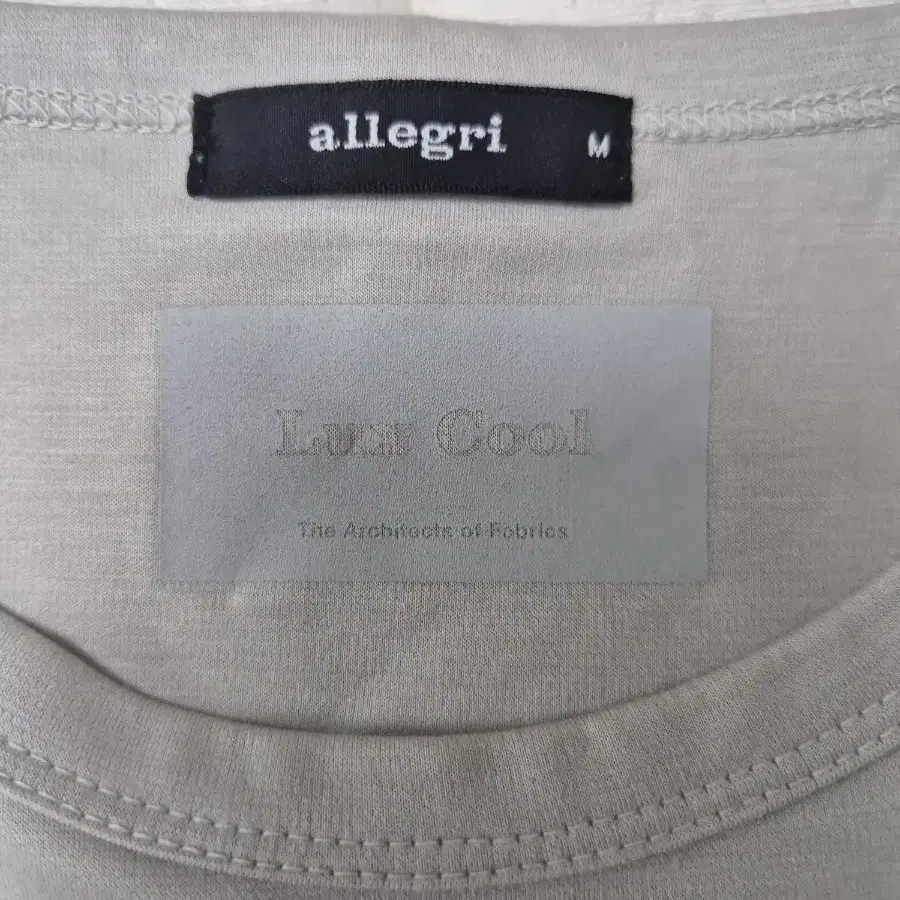 allegri M
Lux Cool
The Architects of Fabrics